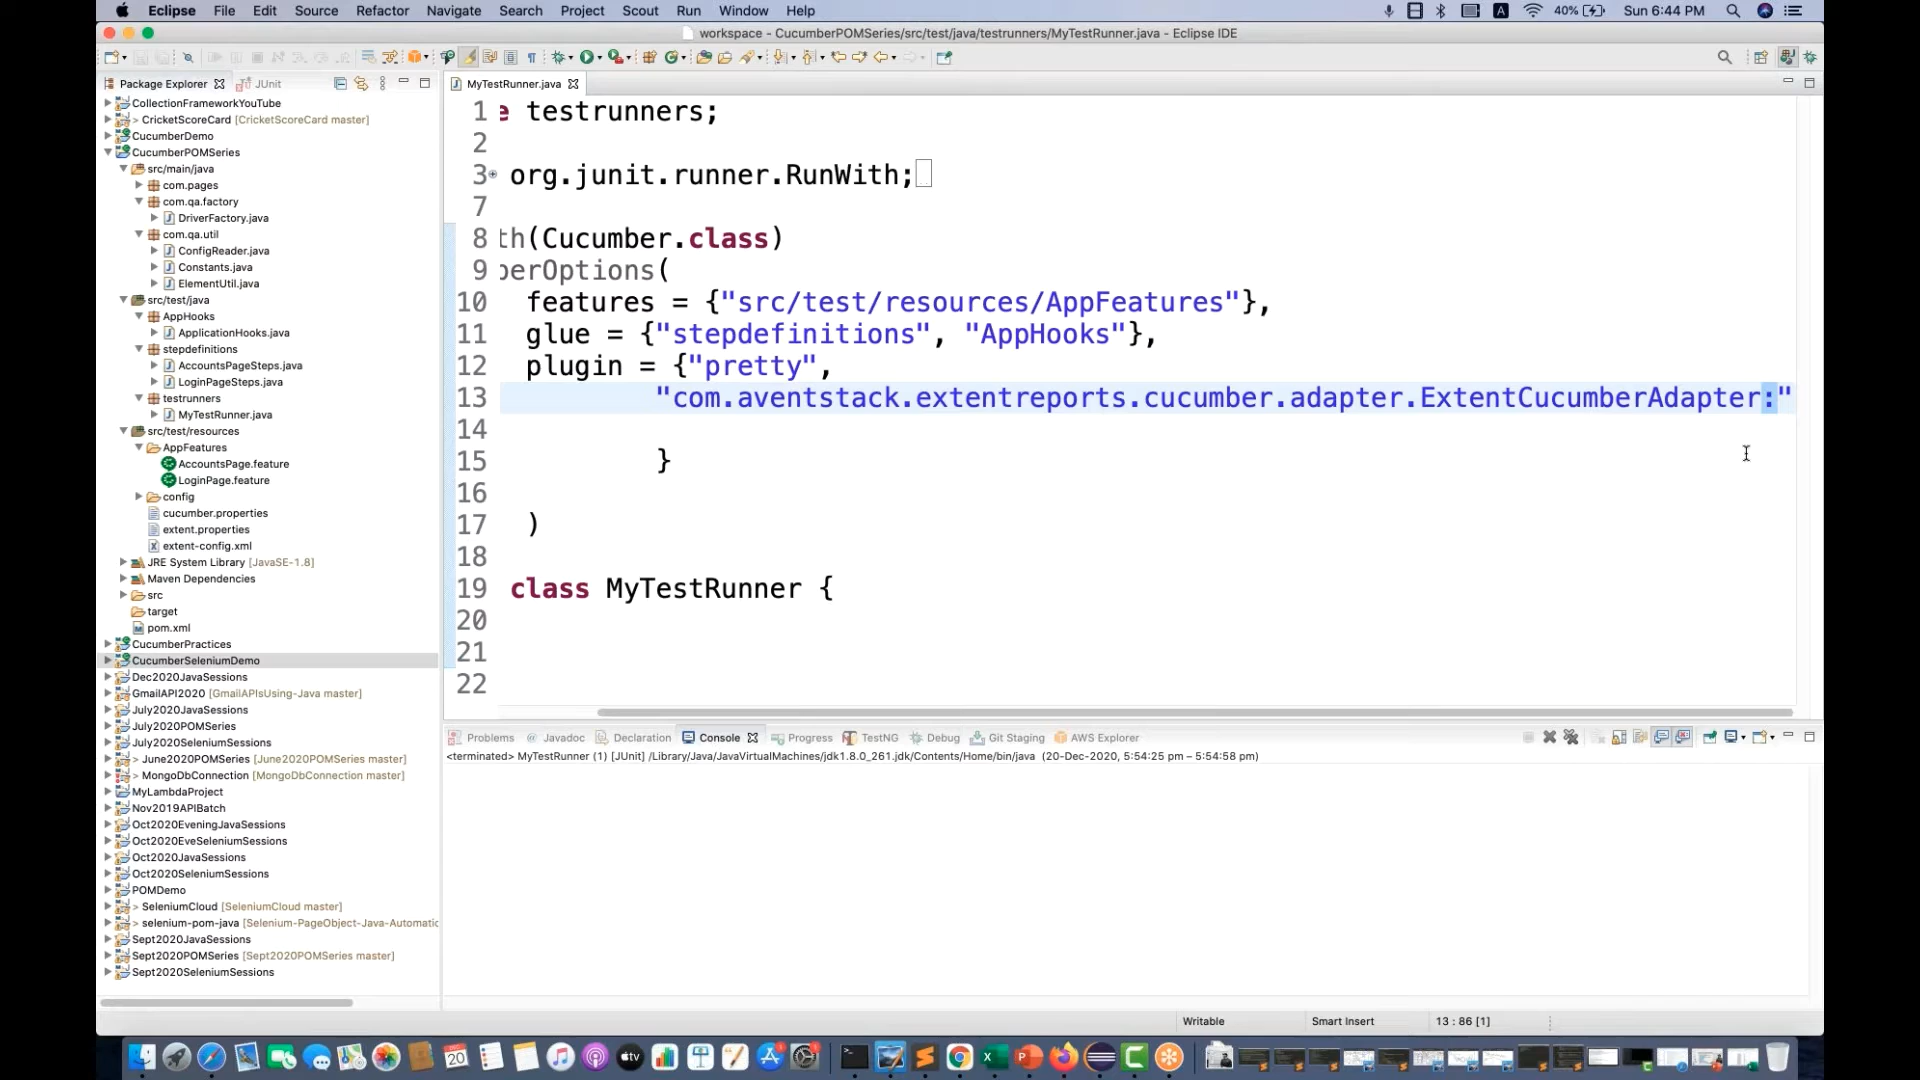 Eclipse File Edit Source Refactor Navigate Search Project Scout Run Window Help
40% Sun 6:44 PM
workspace - CucumberPOMSeries/src/test/java/testrunners/MyTestRunner.java - Eclipse IDE
Package Explorer JUnit
MyTestRunner.java
CollectionFrameworkYouTube
> CricketScoreCard [CricketScoreCard master]
CucumberDemo
CucumberPOMSeries
src/main/java
com.pages
com.qa.factory
DriverFactory.java
com.qa.util
ConfigReader.java
Constants.java
ElementUtil.java
src/test/java
AppHooks
ApplicationHooks.java
stepdefinitions
AccountsPageSteps.java
LoginPageSteps.java
testrunners
MyTestRunner.java
src/test/resources
AppFeatures
AccountsPage.feature
LoginPage.feature
config
cucumber.properties
extent.properties
extent-config.xml
JRE System Library [JavaSE-1.8]
Maven Dependencies
src
target
pom.xml
CucumberPractices
CucumberSeleniumDemo
Dec2020JavaSessions
GmailAPI2020 [GmailAPIsUsing-Java master]
July2020JavaSessions
July2020POMSeries
July2020SeleniumSessions
> June2020POMSeries [June2020POMSeries master]
> MongoDbConnection [MongoDbConnection master]
MyLambdaProject
Nov2019APIBatch
Oct2020EveningJavaSessions
Oct2020EveSeleniumSessions
Oct2020JavaSessions
Oct2020SeleniumSessions
POMDemo
> SeleniumCloud [SeleniumCloud master]
> selenium-pom-java [Selenium-PageObject-Java-Automatic
Sept2020JavaSessions
> Sept2020POMSeries [Sept2020POMSeries master]
Sept2020SeleniumSessions
1 e testrunners;
2
3 org.junit.runner.RunWith;
7
8 th(Cucumber.class)
9 berOptions(
10 features = {"src/test/resources/AppFeatures"},
11 glue = {"stepdefinitions", "AppHooks"},
12 plugin = {"pretty",
13 "com.aventstack.extentreports.cucumber.adapter.ExtentCucumberAdapter:"
14
15 }
16
17 )
18
19 class MyTestRunner {
20
21
22
Problems Javadoc Declaration Console Progress TestNG Debug Git Staging AWS Explorer
<terminated> MyTestRunner (1) [JUnit] /Library/Java/JavaVirtualMachines/jdk1.8.0_261.jdk/Contents/Home/bin/java (20-Dec-2020, 5:54:25 pm – 5:54:58 pm)
Writable Smart Insert 13 : 86 [1]